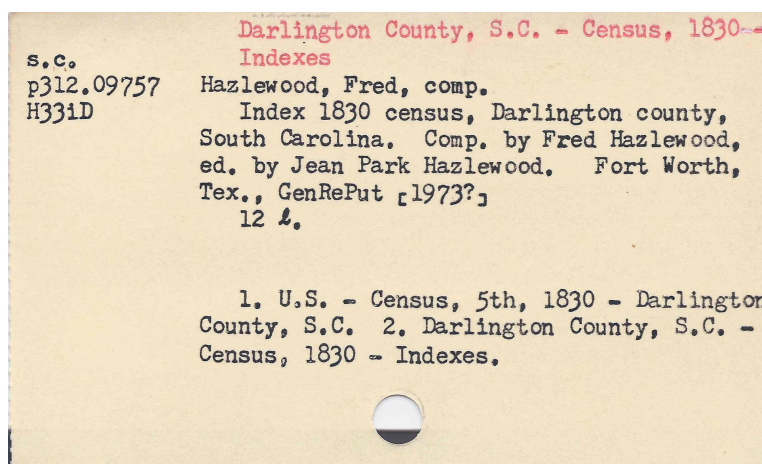 Darlington County, S.C. - Census, 1830--
Indexes
S.C.
p312.09757
H33iD
Hazlewood, Fred, comp.
Index 1830 census, Darlington county,
South Carolina. Comp. by Fred Hazlewood,
ed. by Jean Park Hazlewood. Fort Worth,
Tex., GenRePut [1973?]
12 l.
1. U.S. - Census, 5th, 1830 - Darlington
County, S.C. 2. Darlington County, S.C. -
Census, 1830 - Indexes.